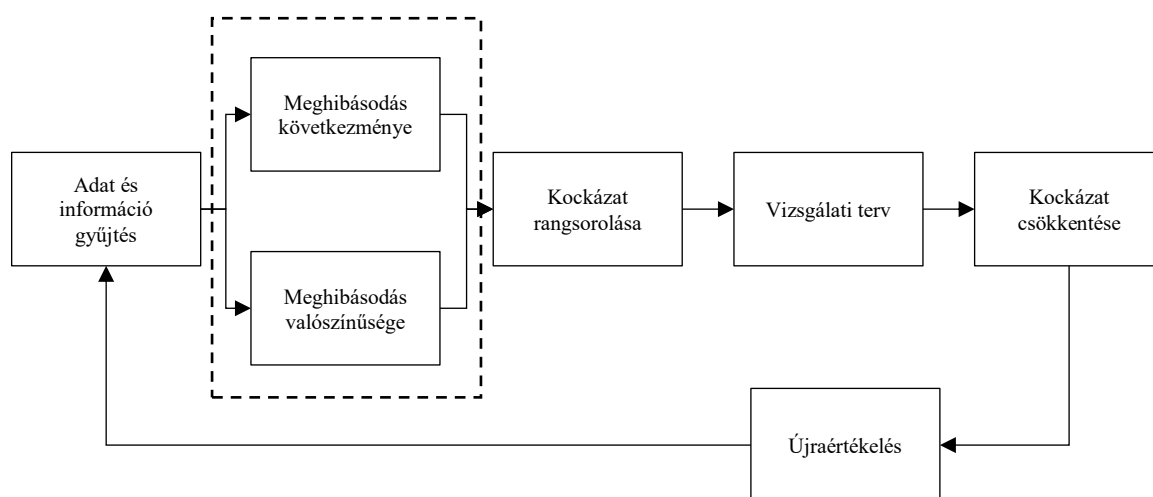 Adat és
információ
gyűjtés
Meghibásodás
következménye
Meghibásodás
valószínűsége
Kockázat
rangsorolása
Vizsgálati terv
Kockázat
csökkentése
Újraértékelés